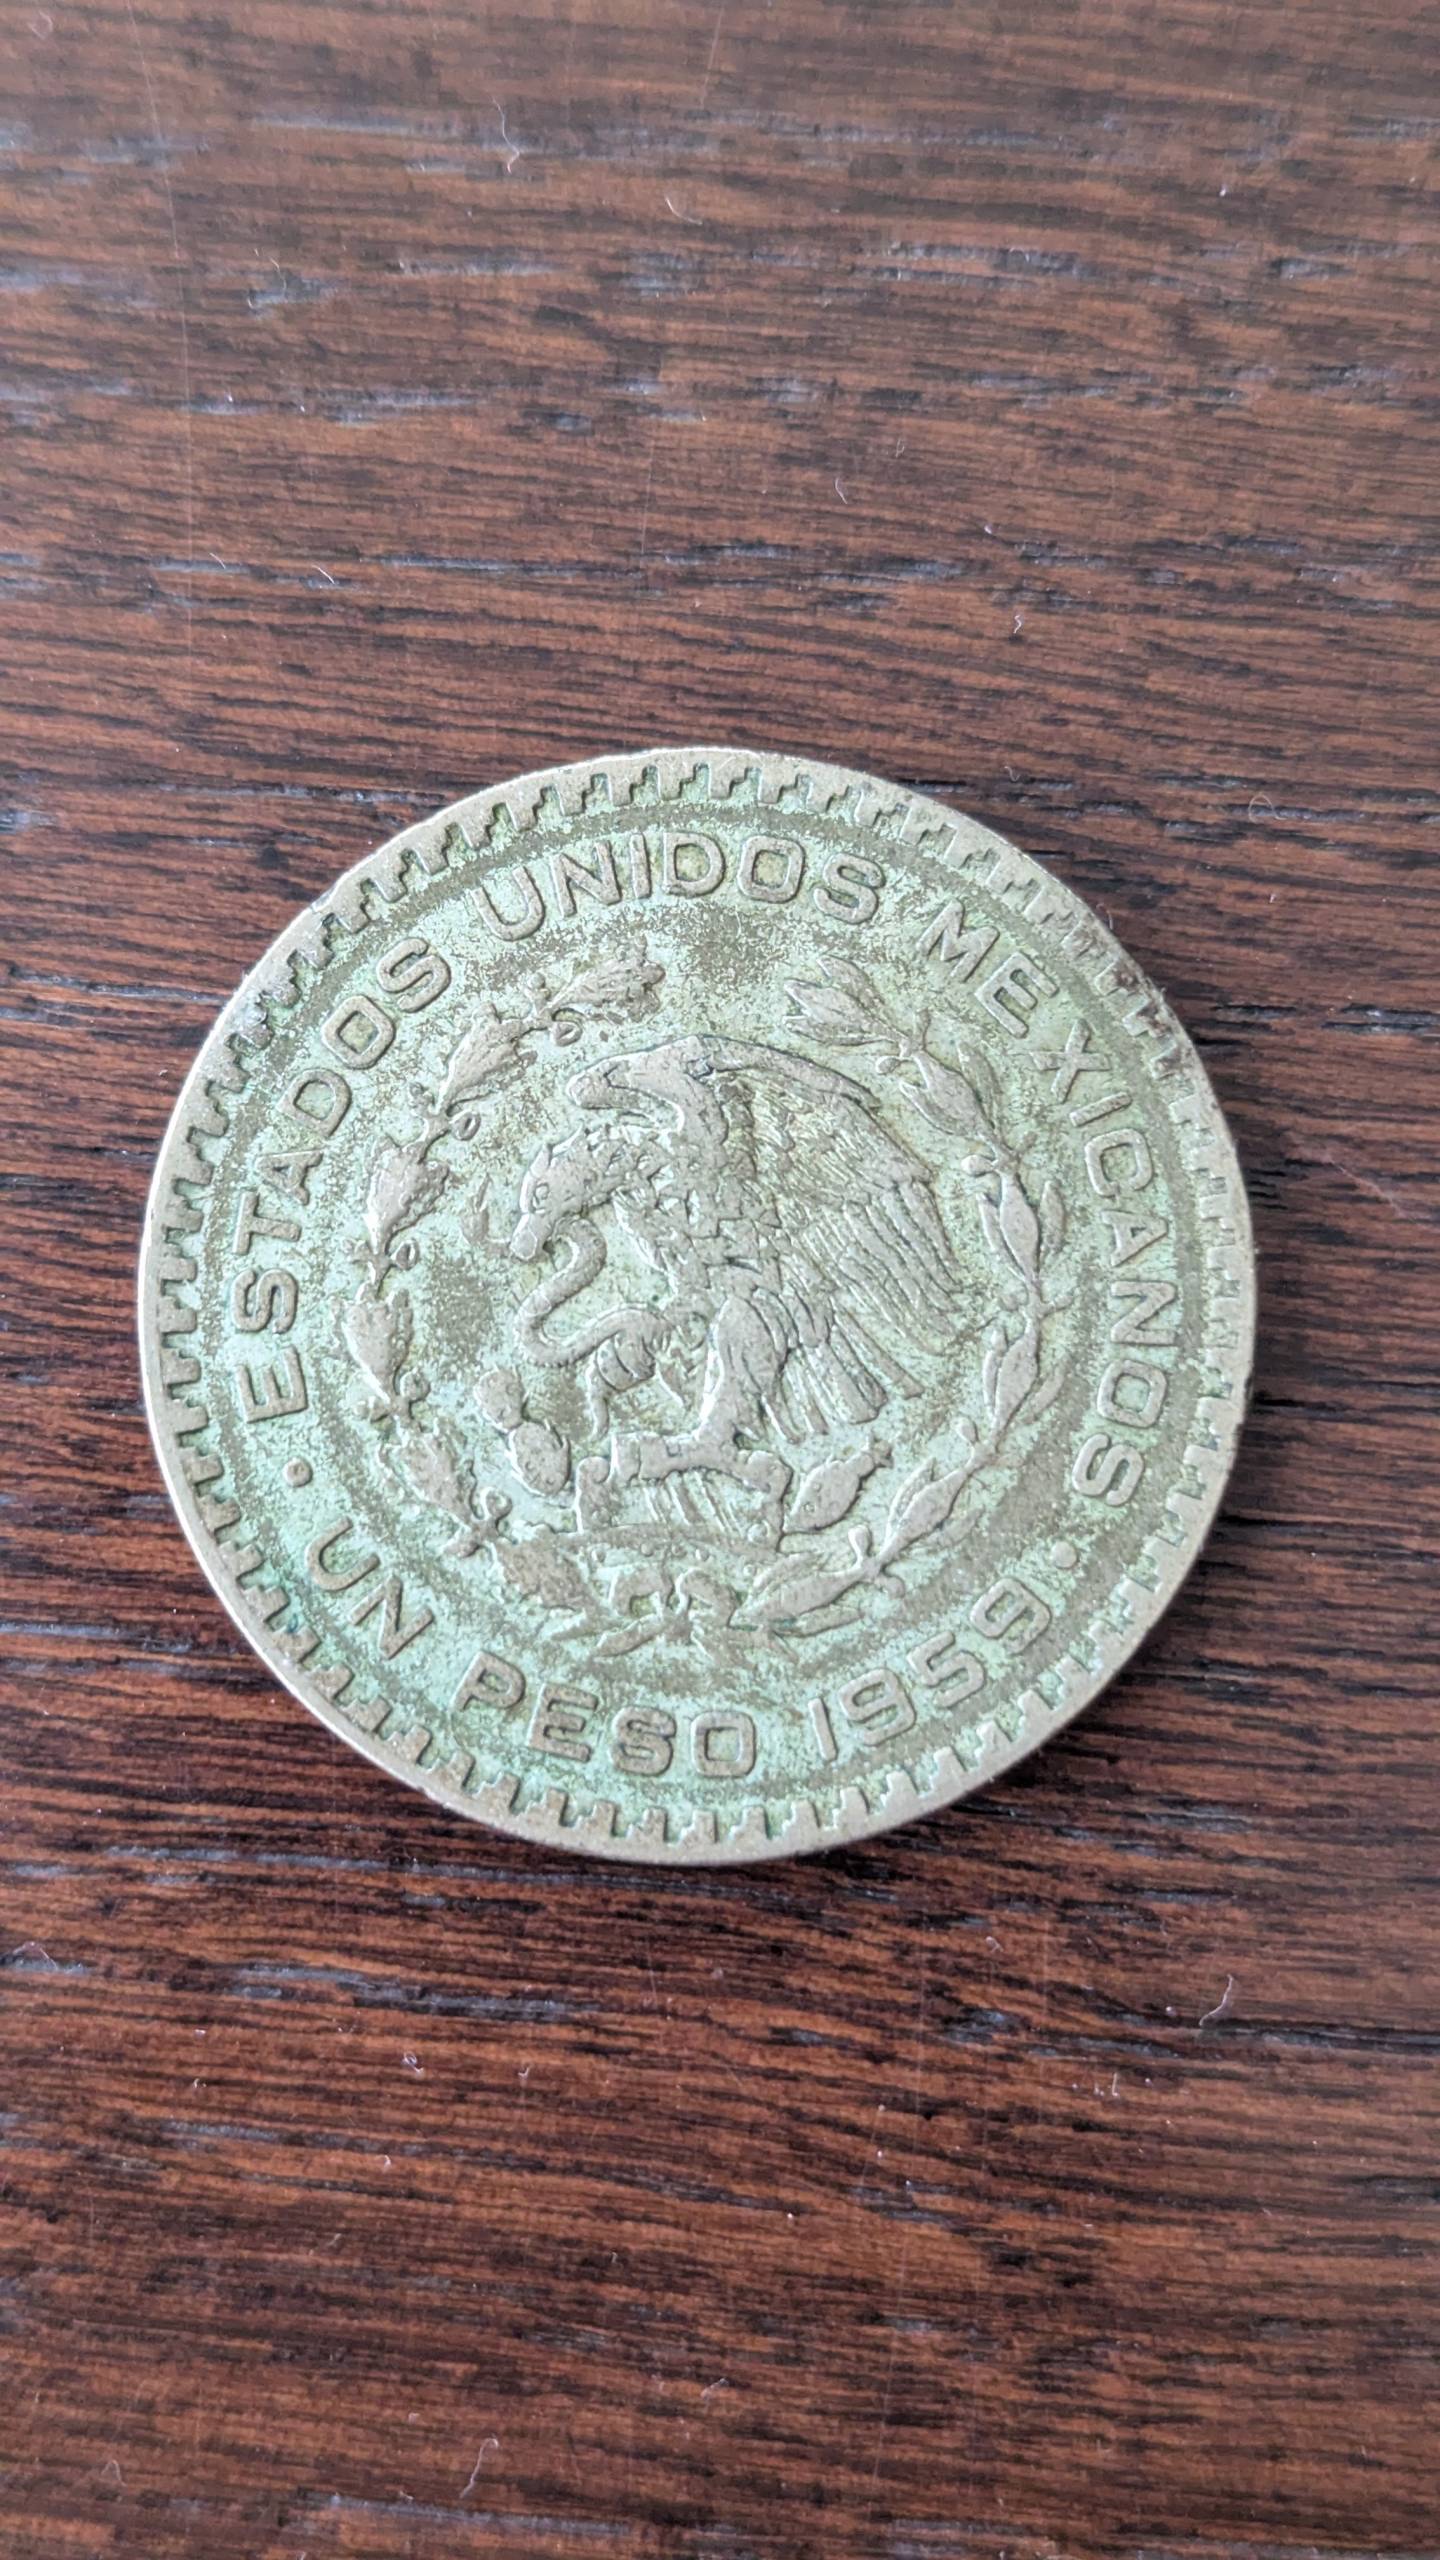 ESTADOS UNIDOS MEXICANOS
· UN PESO 1959 ·